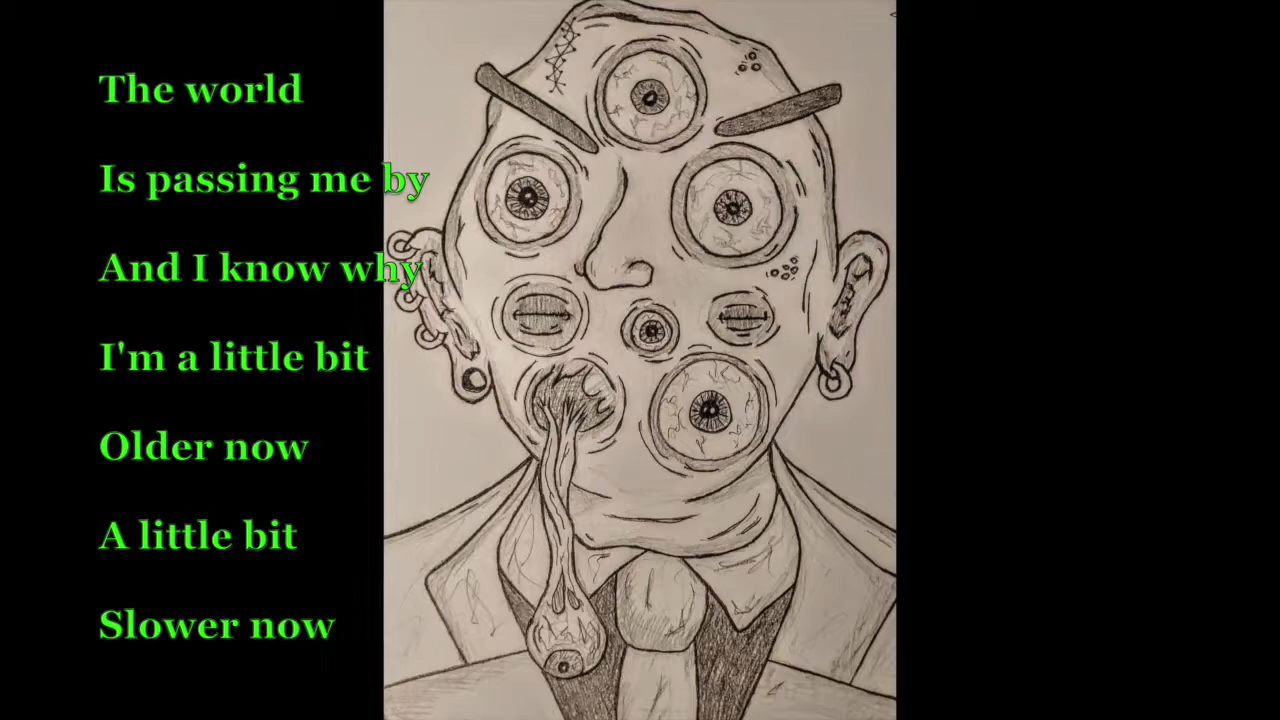 The world
Is passing me by
And I know why
I'm a little bit
Older now
A little bit
Slower now